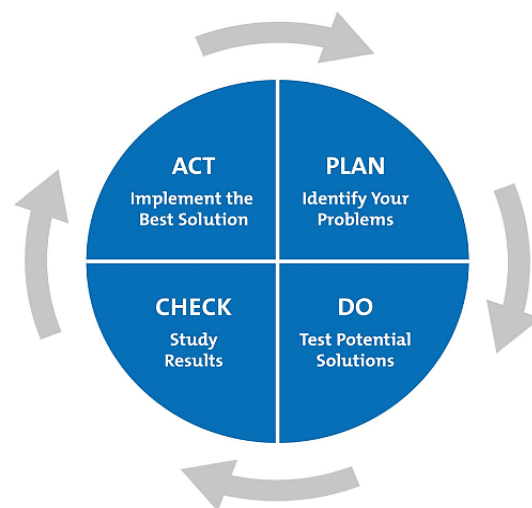 ACT
Implement the
Best Solution
PLAN
Identify Your
Problems
CHECK
Study
Results
DO
Test Potential
Solutions